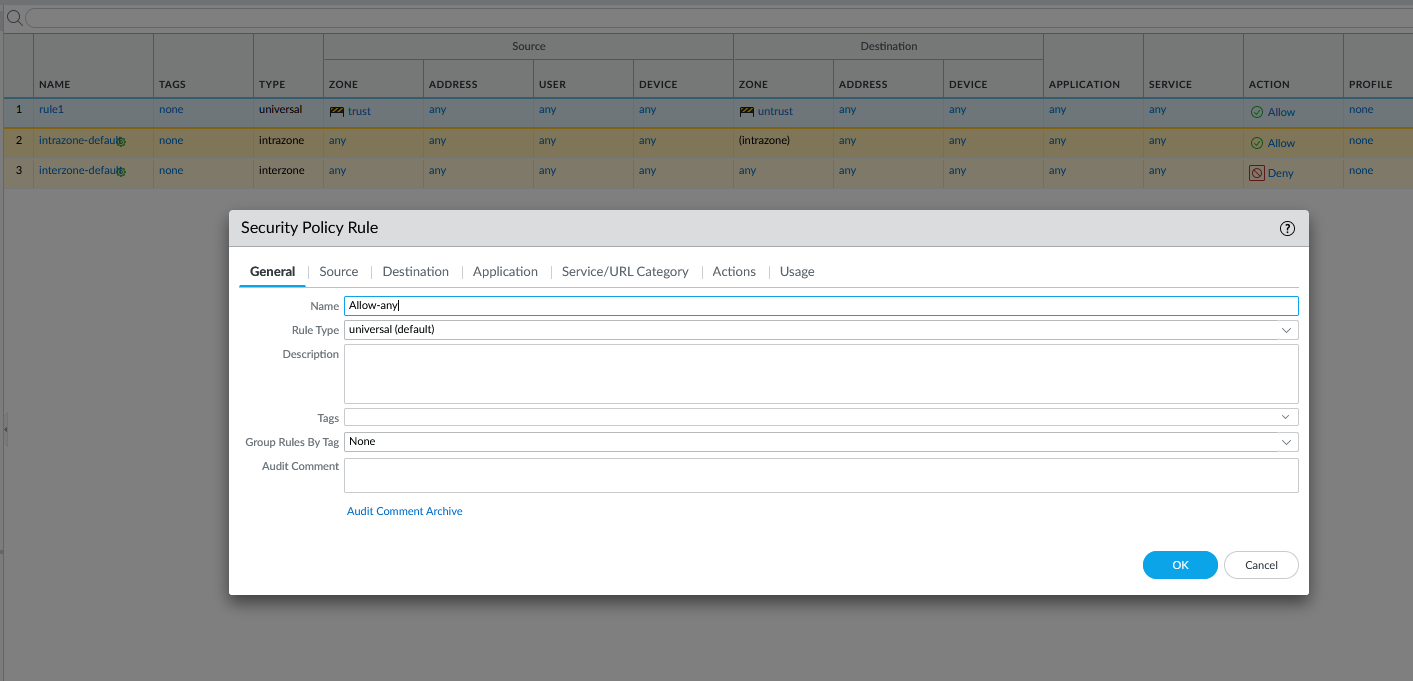 Source Destination
NAME TAGS TYPE ZONE ADDRESS USER DEVICE ZONE ADDRESS DEVICE APPLICATION SERVICE ACTION PROFILE
1 rule1 none universal trust any any any untrust any any any any Allow none
2 intrazone-default none intrazone any any any any (intrazone) any any any any Allow none
3 interzone-default none interzone any any any any any any any any any Deny none
Security Policy Rule ?
General Source Destination Application Service/URL Category Actions Usage
Name Allow-any
Rule Type universal (default)
Description
Tags
Group Rules By Tag None
Audit Comment
Audit Comment Archive
OK Cancel